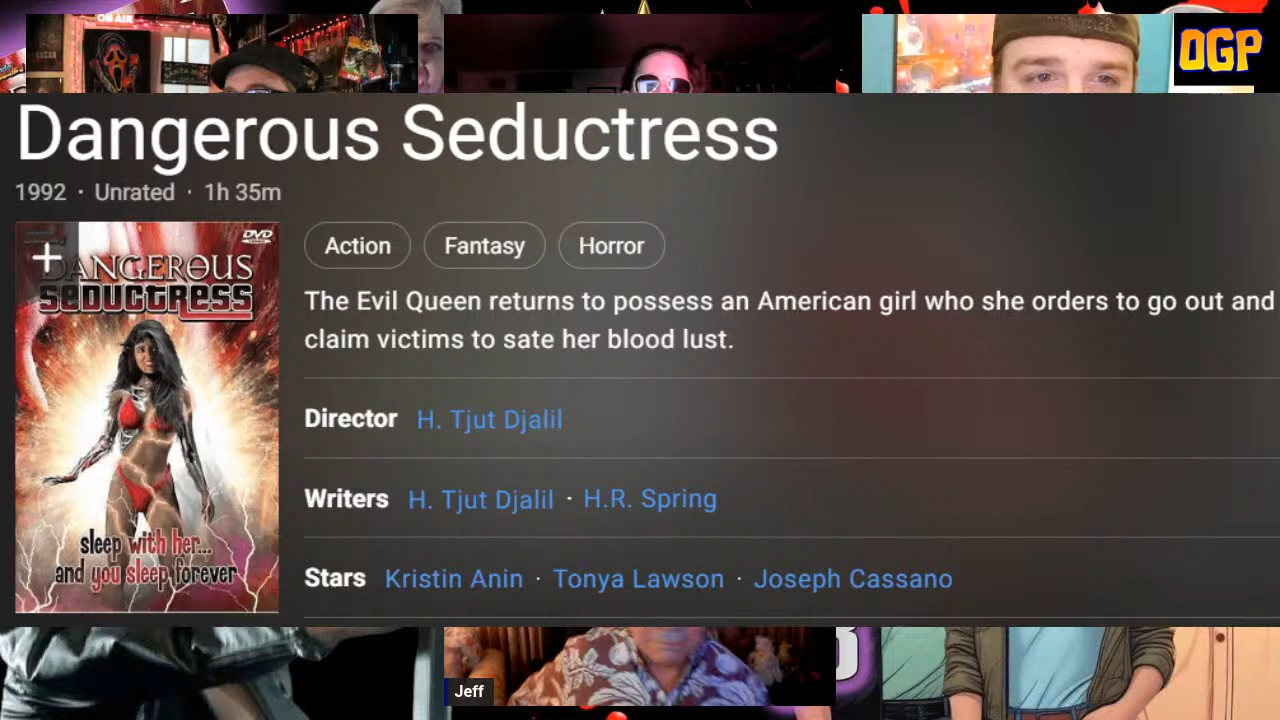 ON AIR
OGP
Dangerous Seductress
1992 · Unrated · 1h 35m
DVD
DANGEROUS
SEDUCTRESS
sleep with her...
and you sleep forever
Action
Fantasy
Horror
The Evil Queen returns to possess an American girl who she orders to go out and
claim victims to sate her blood lust.
Director H. Tjut Djalil
Writers H. Tjut Djalil · H.R. Spring
Stars Kristin Anin · Tonya Lawson · Joseph Cassano
Jeff